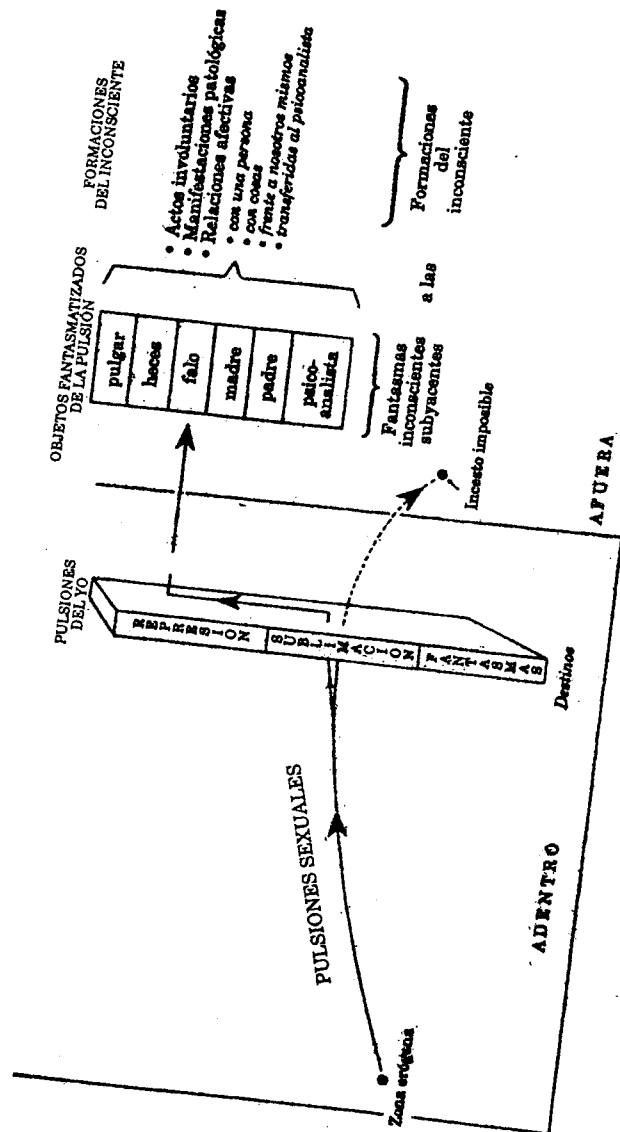 PULSIONES
DEL YO
OBJETOS FANTASMATIZADOS
DE LA PULSIÓN
FORMACIONES
DEL INCONSCIENTE
REPRESION
SUBLIMACION
FANTASMAS
Destinos
PULSIONES SEXUALES
Zona erógena
pulgar
heces
falo
madre
padre
psico-
analista
• Actos involuntarios
• Manifestaciones patológicas
• Relaciones afectivas
• con una persona
• con cosas
• frente a nosotros mismos
• transferidas al psicoanalista
Fantasmas
inconscientes
subyacentes
a las
Formaciones
del
inconsciente
Incesto imposible
ADENTRO
AFUERA